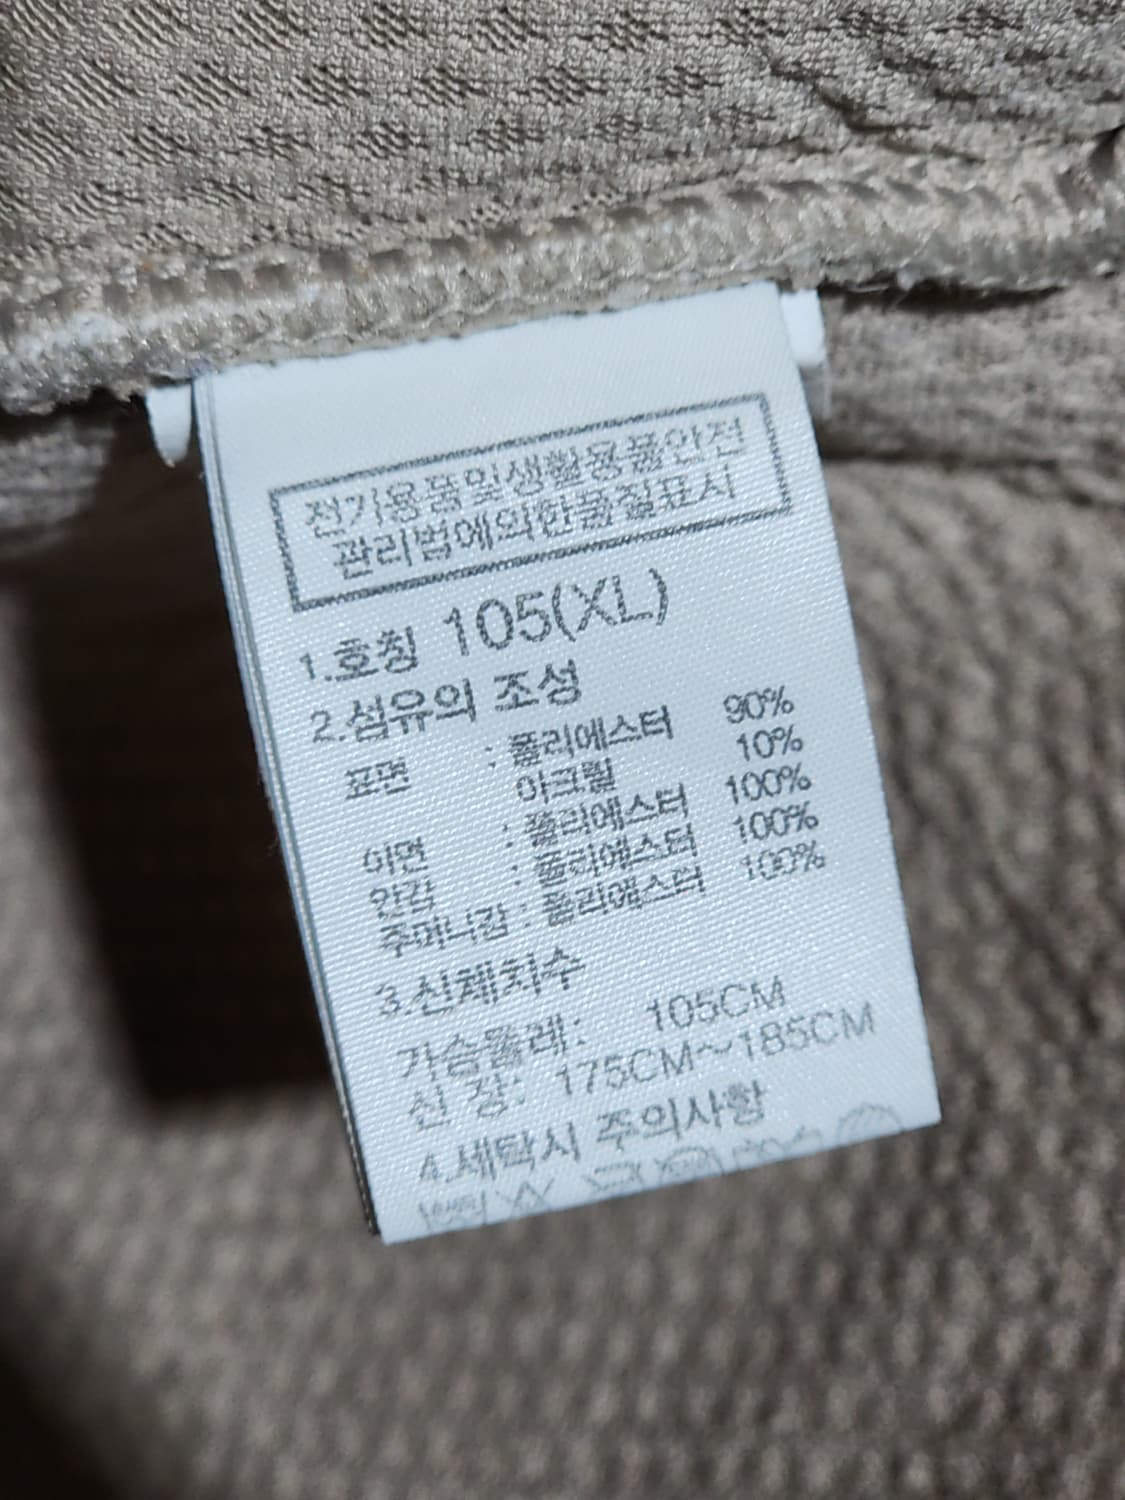 전기용품및생활용품안전
관리법에의한품질표시
1.호칭 105(XL)
2.섬유의 조성
표면 : 폴리에스터 90%
아크릴 10%
이면 : 폴리에스터 100%
안감 : 폴리에스터 100%
주머니감 : 폴리에스터 100%
3.신체치수
가슴둘레: 105CM
신 장: 175CM~185CM
4.세탁시 주의사항